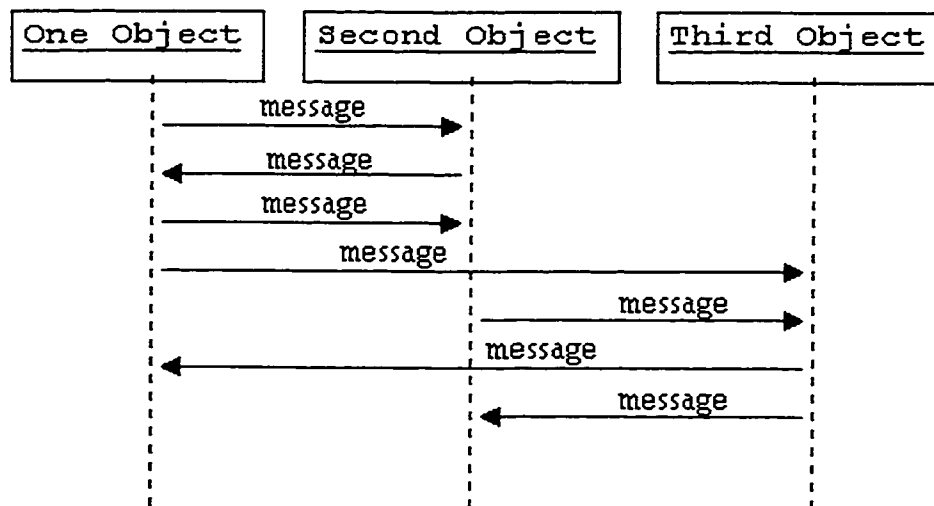 One Object
Second Object
Third Object
message
message
message
message
message
message
message